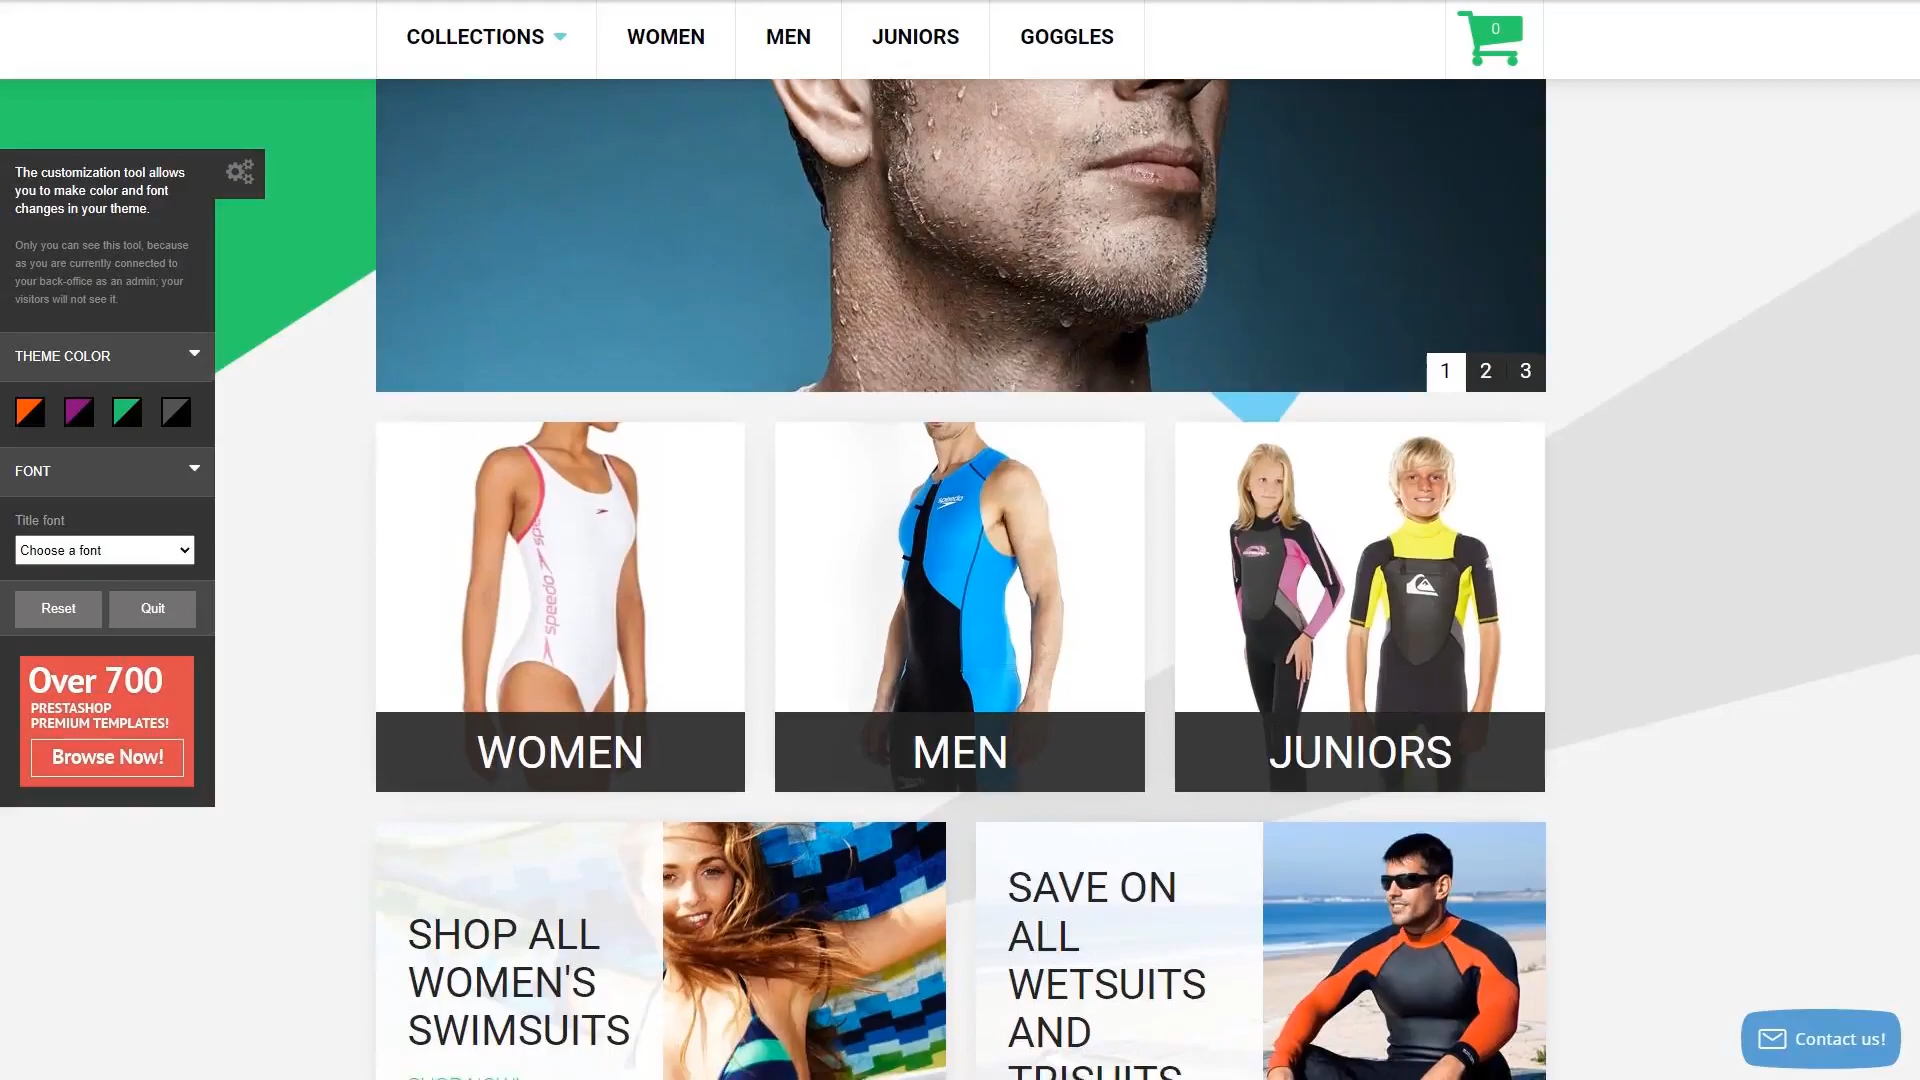 COLLECTIONS
WOMEN
MEN
JUNIORS
GOGGLES
0
The customization tool allows
you to make color and font
changes in your theme.
Only you can see this tool, because
as you are currently connected to
your back-office as an admin; your
visitors will not see it.
THEME COLOR
FONT
Title font
Choose a font
Reset
Quit
Over 700
PRESTASHOP
PREMIUM TEMPLATES!
Browse Now!
1
2
3
speedo
speedo
WOMEN
MEN
JUNIORS
SHOP ALL
WOMEN'S
SWIMSUITS
SHOP NOW!
SAVE ON
ALL
WETSUITS
AND
TRISUITS
Contact us!